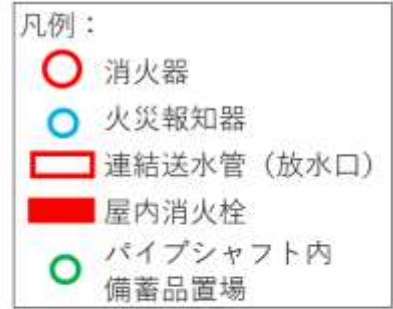 凡例：
消火器
火災報知器
連結送水管（放水口）
屋内消火栓
パイプシャフト内
備蓄品置場